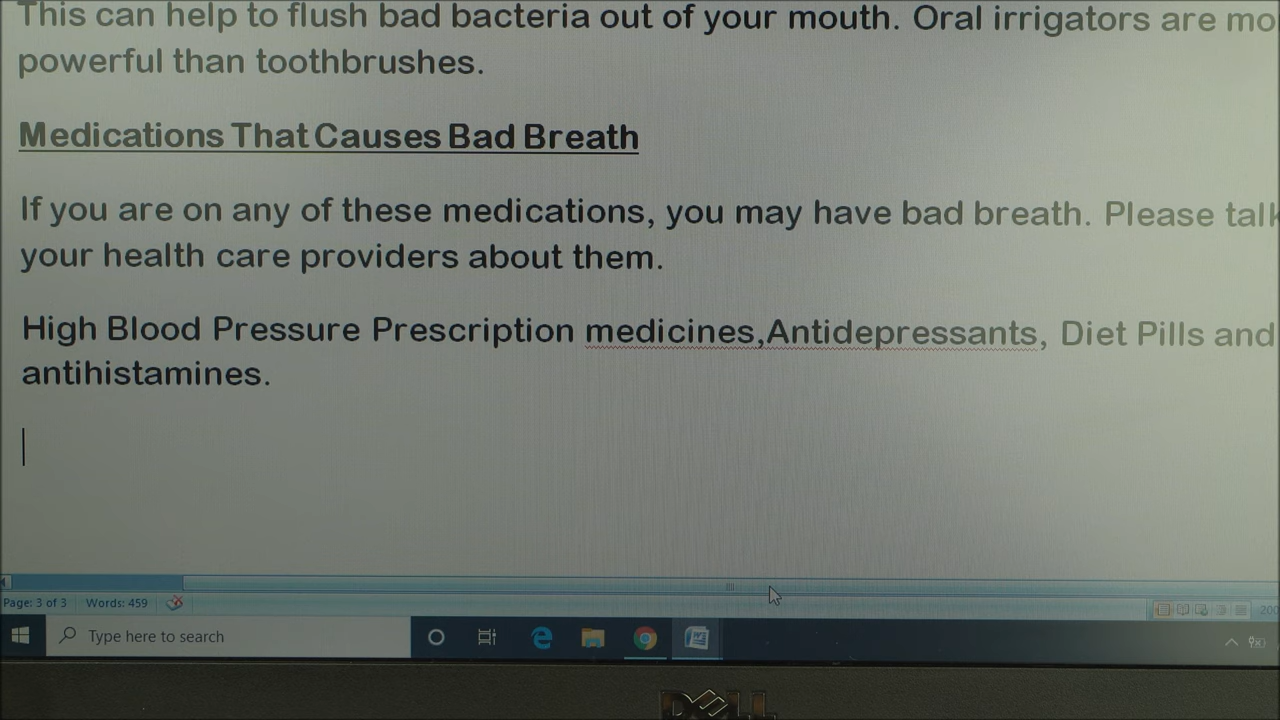 This can help to flush bad bacteria out of your mouth. Oral irrigators are mo
powerful than toothbrushes.
Medications That Causes Bad Breath
If you are on any of these medications, you may have bad breath. Please talk
your health care providers about them.
High Blood Pressure Prescription medicines,Antidepressants, Diet Pills and
antihistamines.
Page: 3 of 3 Words: 459 200
Type here to search
DELL